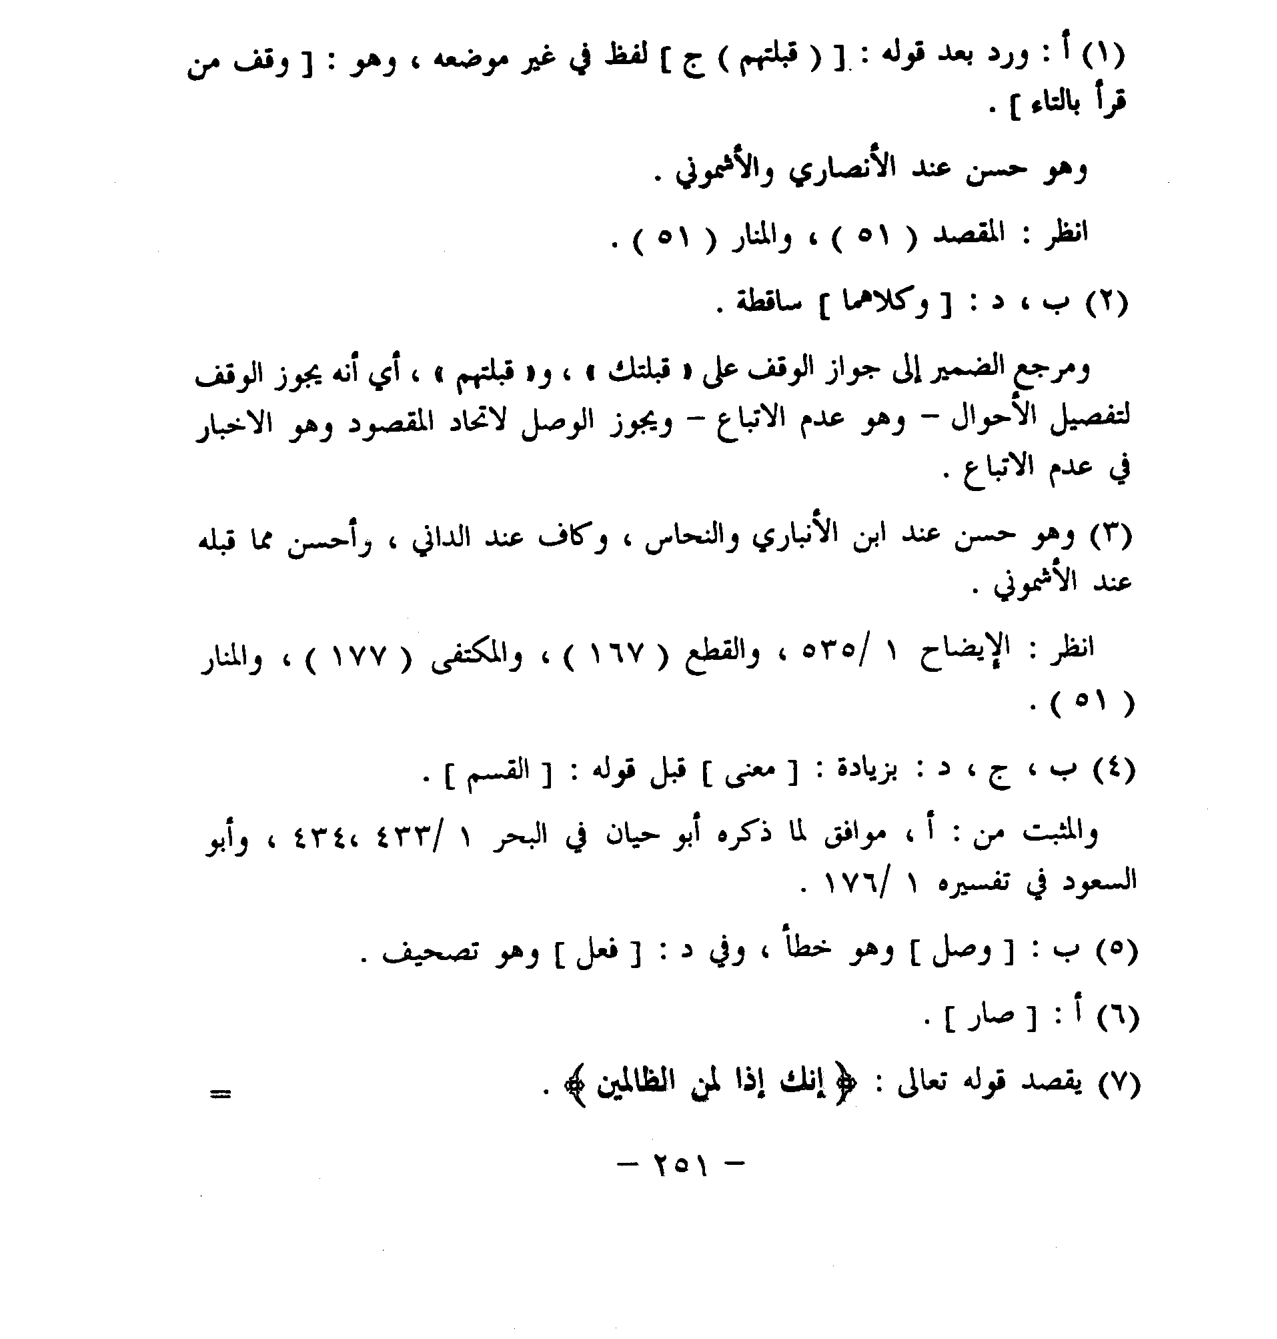 (١) أ : ورد بعد قوله : [ ( قبلتهم ) ج ] لفظ في غير موضعه ، وهو : [ وقف من
قرأ بالتاء ] .
وهو حسن عند الأنصاري والأشموني .
انظر : المقصد ( ٥١ ) ، والمنار ( ٥١ ) .
(٢) ب ، د : [ وكلاهما ] ساقطة .
ومرجع الضمير إلى جواز الوقف على « قبلتك » ، و« قبلتهم » ، أي أنه يجوز الوقف
لتفصيل الأحوال – وهو عدم الاتباع – ويجوز الوصل لاتحاد المقصود وهو الاخبار
في عدم الاتباع .
(٣) وهو حسن عند ابن الأنباري والنحاس ، وكاف عند الداني ، وأحسن مما قبله
عند الأشموني .
انظر : الإيضاح ١ /٥٣٥ ، والقطع ( ١٦٧ ) ، والمكتفى ( ١٧٧ ) ، والمنار
( ٥١ ) .
(٤) ب ، ج ، د : بزيادة : [ معنى ] قبل قوله : [ القسم ] .
والمثبت من : أ ، موافق لما ذكره أبو حيان في البحر ١ /٤٣٣ ،٤٣٤ ، وأبو
السعود في تفسيره ١ /١٧٦ .
(٥) ب : [ وصل ] وهو خطأ ، وفي د : [ فعل ] وهو تصحيف .
(٦) أ : [ صار ] .
(٧) يقصد قوله تعالى : ﴿ إنك إذا لمن الظالمين ﴾ . =
– ٢٥١ –